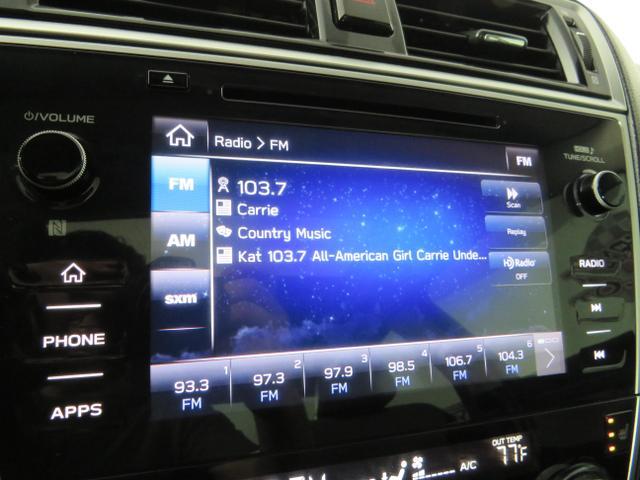 ⏻/VOLUME
TUNE/SCROLL
Radio > FM
FM
FM
AM
sxm
103.7
Carrie
Country Music
Kat 103.7 All-American Girl Carrie Unde...
Scan
Replay
HD Radio
OFF
PHONE
APPS
RADIO
1
93.3
FM
2
97.3
FM
3
97.9
FM
4
98.5
FM
5
106.7
FM
6
104.3
FM
A/C
OUT TEMP
77°F